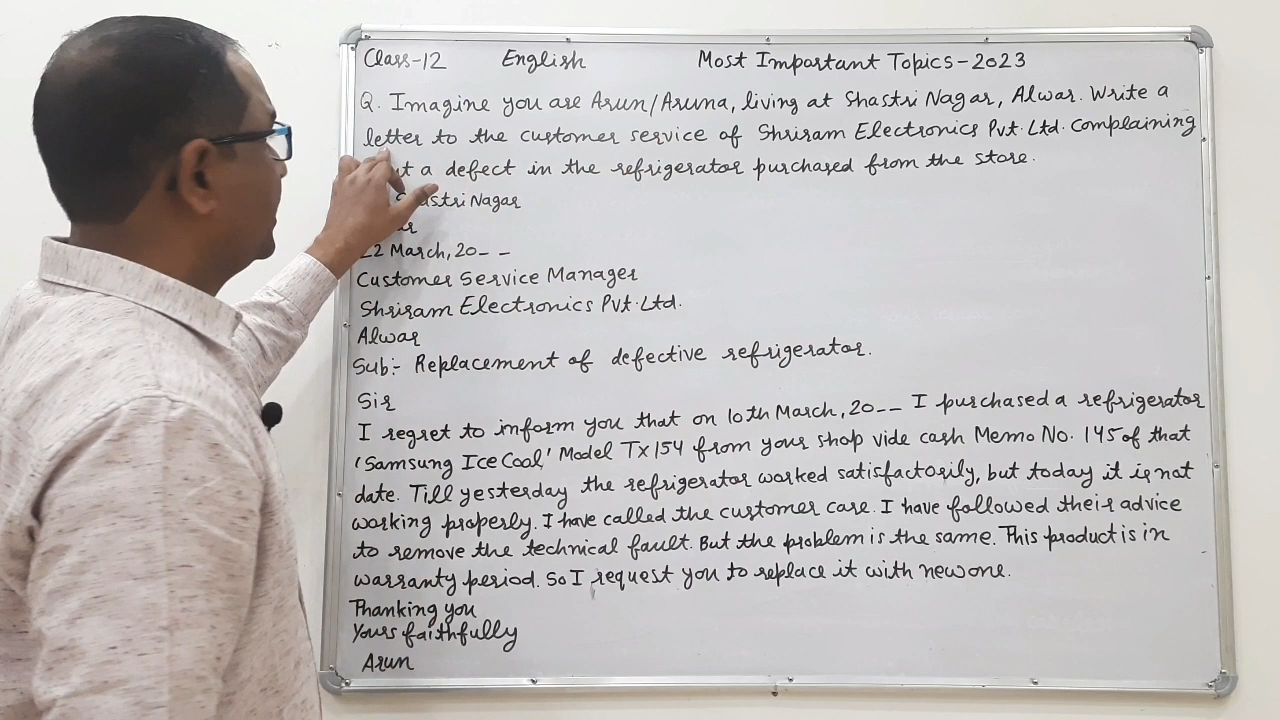 Class-12 English Most Important Topics-2023
Q. Imagine you are Arun/Aruna, living at Shastri Nagar, Alwar. Write a
letter to the customer service of Shriram Electronics Pvt. Ltd. complaining
a defect in the refrigerator purchased from the store.
Nagar
22 March, 20--
Customer Service Manager
Shriram Electronics Pvt. Ltd.
Alwar
Sub:- Replacement of defective refrigerator.
Sir
I regret to inform you that on 10th March, 20-- I purchased a refrigerator
'Samsung Ice Cool' Model Tx154 from your shop vide cash Memo No. 145 of that
date. Till yesterday the refrigerator worked satisfactorily, but today it is not
working properly. I have called the customer care. I have followed their advice
to remove the technical fault. But the problem is the same. This product is in
warranty period. So I request you to replace it with new one.
Thanking you
Yours faithfully
Arun